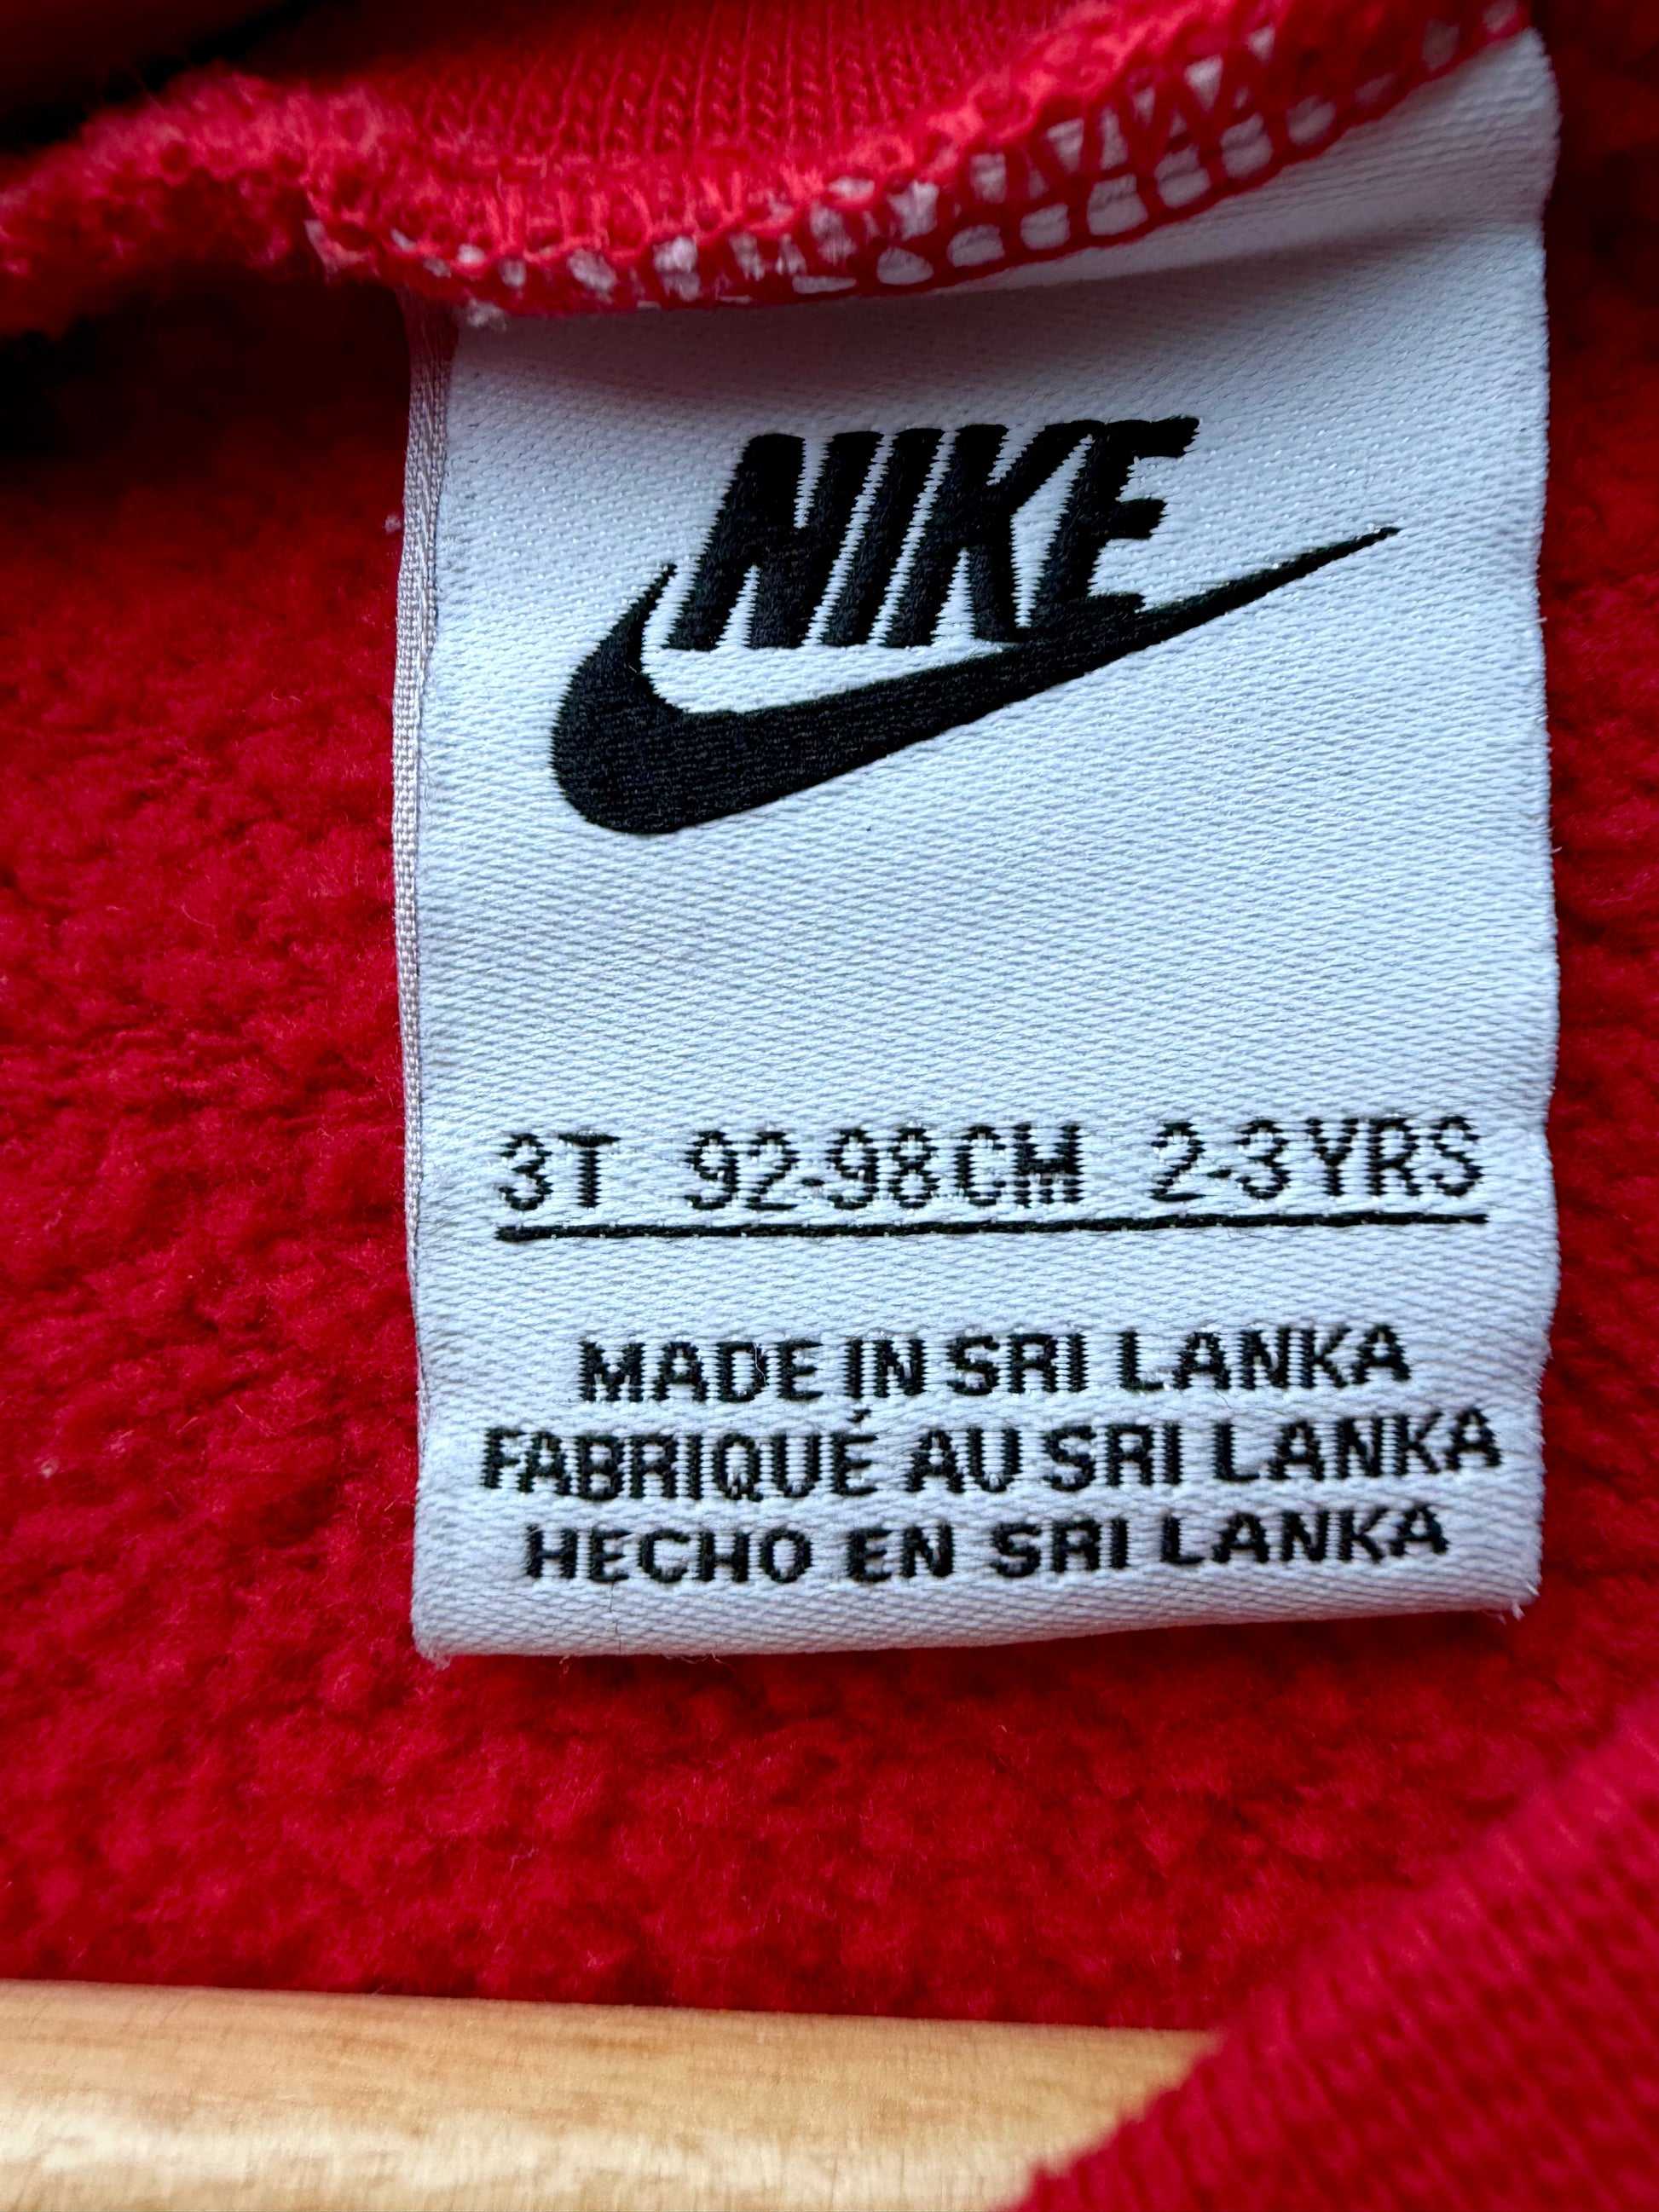 NIKE
3T 92-98CM 2-3YRS
MADE IN SRI LANKA
FABRIQUÉ AU SRI LANKA
HECHO EN SRI LANKA